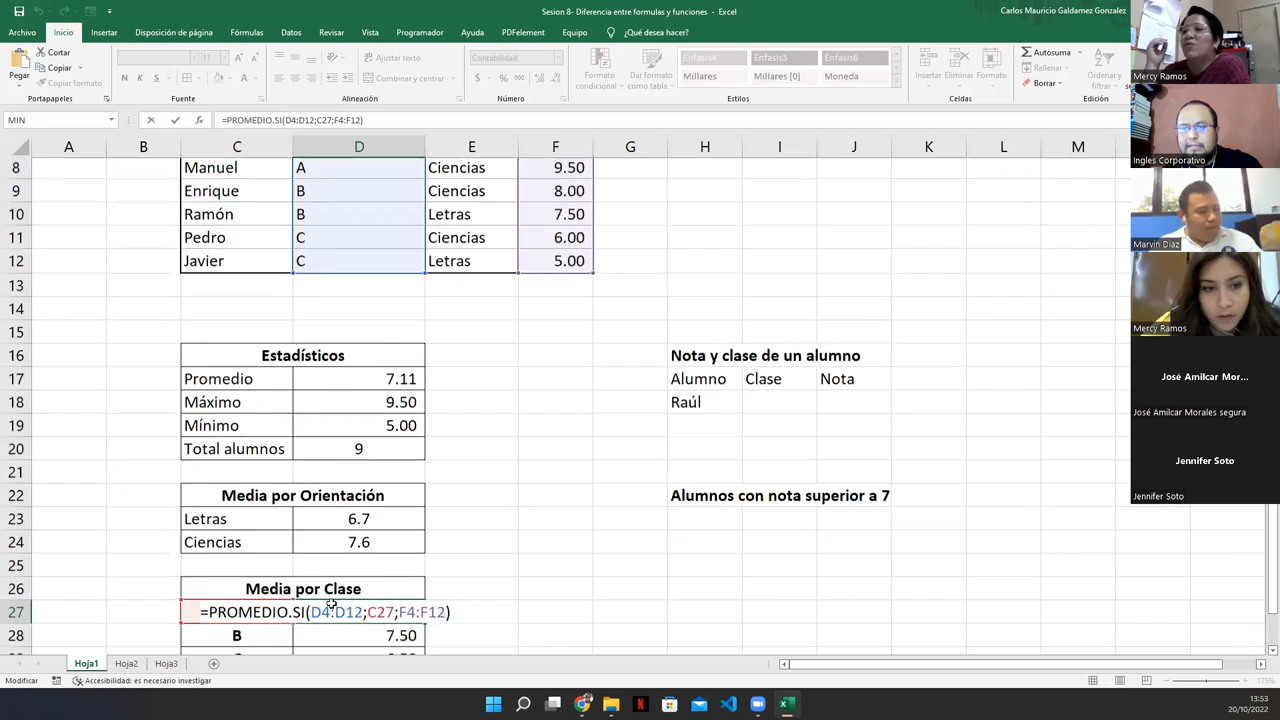 Sesion 8- Diferencia entre formulas y funciones - Excel
Carlos Mauricio Galdamez Gonzalez
Archivo Inicio Insertar Disposición de página Fórmulas Datos Revisar Vista Programador Ayuda PDFelement Equipo ¿Qué desea hacer?
Pegar
Cortar
Copiar
Copiar formato
Portapapeles
11
N K S
Fuente
Ajustar texto
Combinar y centrar
Alineación
Contabilidad
Número
Formato condicional
Dar formato como tabla
Énfasis4 Énfasis5 Énfasis6
Millares Millares [0] Moneda
Estilos
Insertar Eliminar Formato
Celdas
Autosuma
Rellenar
Borrar
Ordenar y filtrar
Edición
MIN fx =PROMEDIO.SI(D4:D12;C27;F4:F12)
A B C D E F G H I J K L M
8 Manuel A Ciencias 9.50
9 Enrique B Ciencias 8.00
10 Ramón B Letras 7.50
11 Pedro C Ciencias 6.00
12 Javier C Letras 5.00
13
14
15
16 Estadísticos Nota y clase de un alumno
17 Promedio 7.11 Alumno Clase Nota
18 Máximo 9.50 Raúl
19 Mínimo 5.00
20 Total alumnos 9
21
22 Media por Orientación Alumnos con nota superior a 7
23 Letras 6.7
24 Ciencias 7.6
25
26 Media por Clase
27 =PROMEDIO.SI(D4:D12;C27;F4:F12)
28 B 7.50
Hoja1 Hoja2 Hoja3
Modificar Accesibilidad: es necesario investigar 175%
13:53
20/10/2022
Mercy Ramos
Ingles Corporativo
Marvin Diaz
Mercy Ramos
José Amilcar Mor...
José Amilcar Morales segura
Jennifer Soto
Jennifer Soto